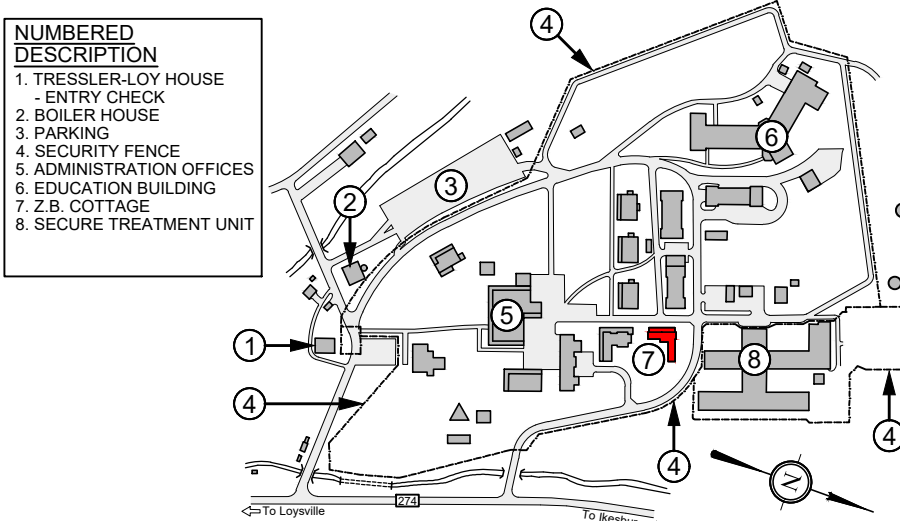 NUMBERED
DESCRIPTION
1. TRESSLER-LOY HOUSE
- ENTRY CHECK
2. BOILER HOUSE
3. PARKING
4. SECURITY FENCE
5. ADMINISTRATION OFFICES
6. EDUCATION BUILDING
7. Z.B. COTTAGE
8. SECURE TREATMENT UNIT
4
6
3
2
5
1
7
8
4
4
4
N
274
To Loysville
To